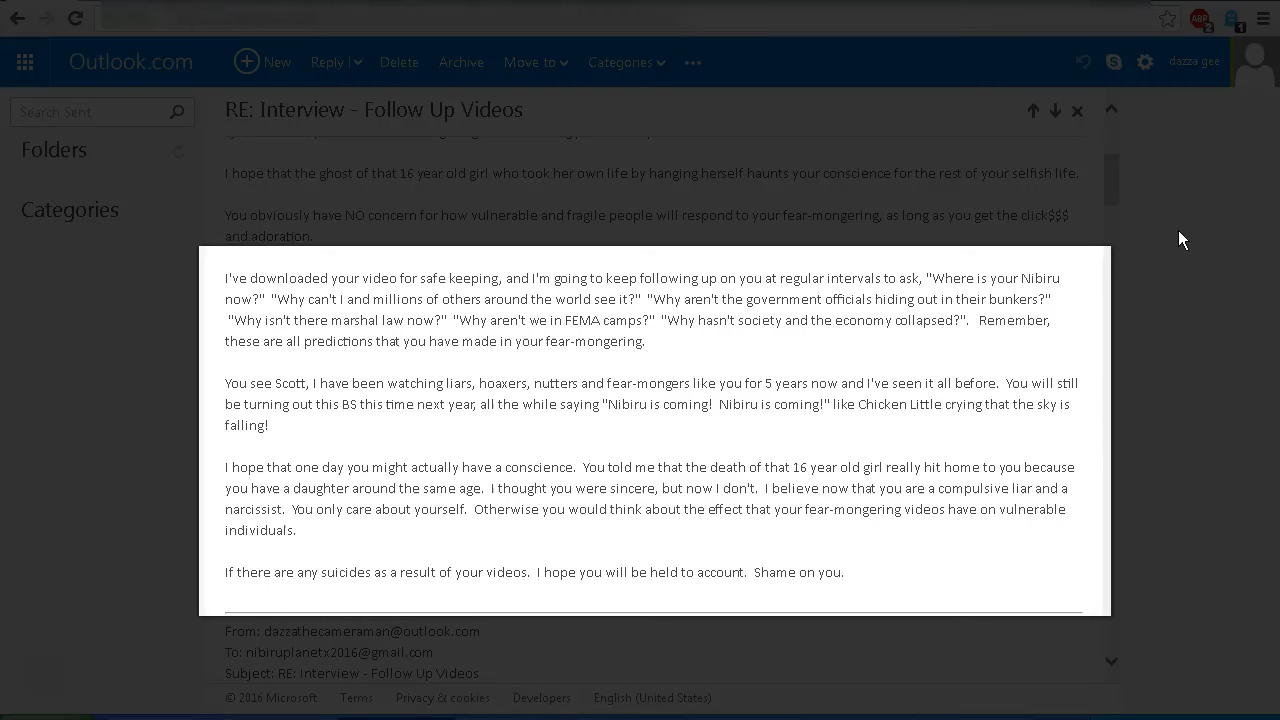 Outlook.com
New
Reply
Delete
Archive
Move to
Categories
dazza gee
Search Sent
Folders
Categories
RE: Interview - Follow Up Videos
I hope that the ghost of that 16 year old girl who took her own life by hanging herself haunts your conscience for the rest of your selfish life.
You obviously have NO concern for how vulnerable and fragile people will respond to your fear-mongering, as long as you get the click$$$
and adoration.
I've downloaded your video for safe keeping, and I'm going to keep following up on you at regular intervals to ask, "Where is your Nibiru
now?" "Why can't I and millions of others around the world see it?" "Why aren't the government officials hiding out in their bunkers?"
"Why isn't there marshal law now?" "Why aren't we in FEMA camps?" "Why hasn't society and the economy collapsed?". Remember,
these are all predictions that you have made in your fear-mongering.
You see Scott, I have been watching liars, hoaxers, nutters and fear-mongers like you for 5 years now and I've seen it all before. You will still
be turning out this BS this time next year, all the while saying "Nibiru is coming! Nibiru is coming!" like Chicken Little crying that the sky is
falling!
I hope that one day you might actually have a conscience. You told me that the death of that 16 year old girl really hit home to you because
you have a daughter around the same age. I thought you were sincere, but now I don't. I believe now that you are a compulsive liar and a
narcissist. You only care about yourself. Otherwise you would think about the effect that your fear-mongering videos have on vulnerable
individuals.
If there are any suicides as a result of your videos. I hope you will be held to account. Shame on you.
From: dazzathecameraman@outlook.com
To: nibiruplanetx2016@gmail.com
Subject: RE: Interview - Follow Up Videos
© 2016 Microsoft
Terms
Privacy & cookies
Developers
English (United States)
ABP
2
1